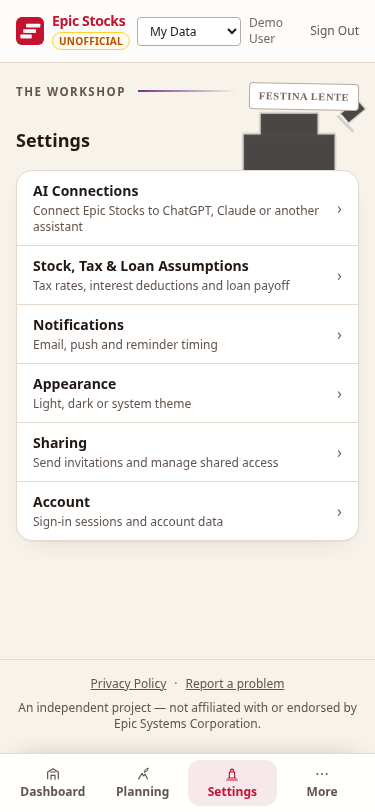 Epic Stocks
UNOFFICIAL
My Data
Demo
User
Sign Out
THE WORKSHOP
FESTINA LENTE
Settings
AI Connections
Connect Epic Stocks to ChatGPT, Claude or another
assistant
Stock, Tax & Loan Assumptions
Tax rates, interest deductions and loan payoff
Notifications
Email, push and reminder timing
Appearance
Light, dark or system theme
Sharing
Send invitations and manage shared access
Account
Sign-in sessions and account data
Privacy Policy · Report a problem
An independent project — not affiliated with or endorsed by
Epic Systems Corporation.
Dashboard
Planning
Settings
More